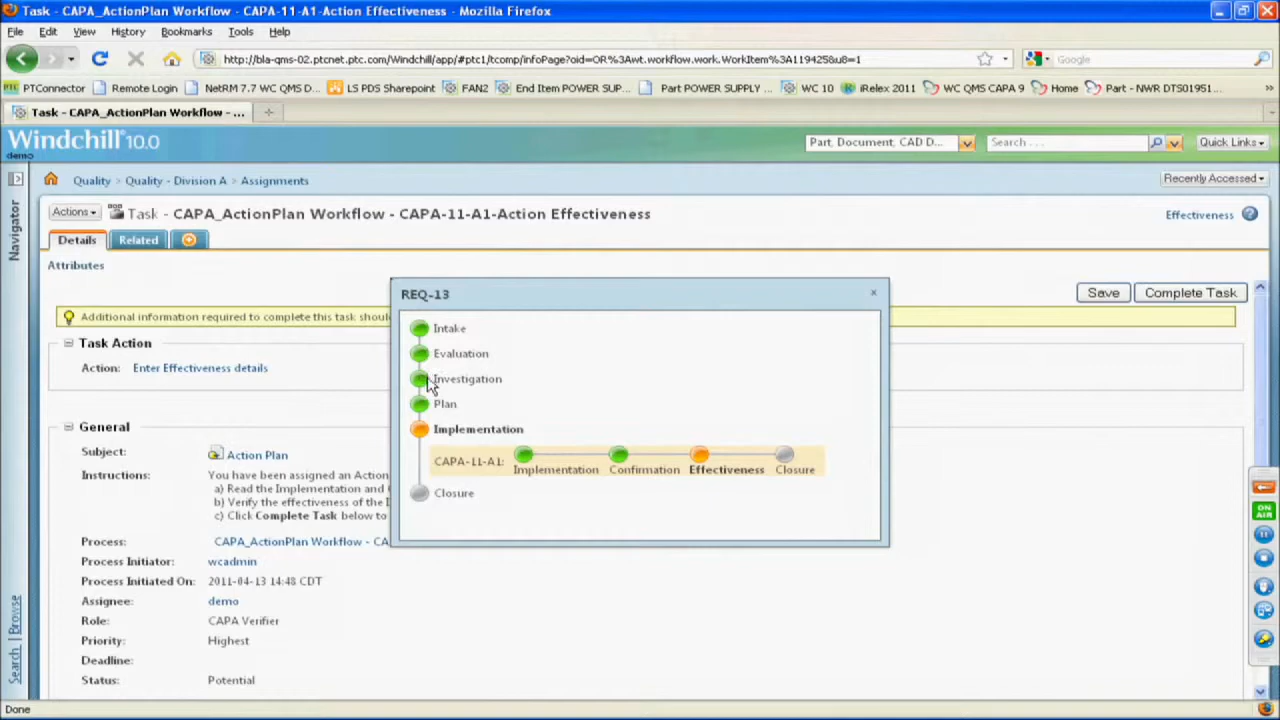 Task - CAPA_ActionPlan Workflow - CAPA-11-A1-Action Effectiveness - Mozilla Firefox
File Edit View History Bookmarks Tools Help
http://bla-qms-02.ptcnet.ptc.com/Windchill/app/#ptc1/tcomp/infoPage?oid=OR%3Awt.workflow.work.WorkItem%3A119425&u8=1
Google
PTC PTConnector Remote Login NetRM 7.7 WC QMS D... LS PDS Sharepoint FAN2 End Item POWER SUP... Part POWER SUPPLY ... WC 10 iRelex 2011 WC QMS CAPA 9 Home Part - NWR DTS01951...
Task - CAPA_ActionPlan Workflow - ...
Windchill 10.0
demo
Part, Document, CAD D... Search . . . Quick Links
Quality > Quality - Division A > Assignments
Recently Accessed
Navigator
Search | Browse
Actions Task - CAPA_ActionPlan Workflow - CAPA-11-A1-Action Effectiveness
Effectiveness
Details Related
Attributes
Save Complete Task
Additional information required to complete this task shoul
Task Action
Action: Enter Effectiveness details
General
Subject: Action Plan
Instructions: You have been assigned an Action
a) Read the Implementation and
b) Verify the effectiveness of the I
c) Click Complete Task below to
Process: CAPA_ActionPlan Workflow - CA
Process Initiator: wcadmin
Process Initiated On: 2011-04-13 14:48 CDT
Assignee: demo
Role: CAPA Verifier
Priority: Highest
Deadline:
Status: Potential
REQ-13
Intake
Evaluation
Investigation
Plan
Implementation
CAPA-11-A1: Implementation Confirmation Effectiveness Closure
Closure
ON AIR
Done